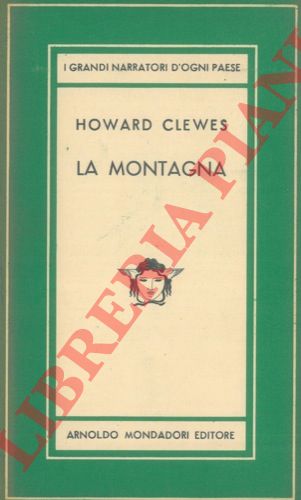 I GRANDI NARRATORI D'OGNI PAESE
HOWARD CLEWES
LA MONTAGNA
ARNOLDO MONDADORI EDITORE
LIBRERIA PIANI